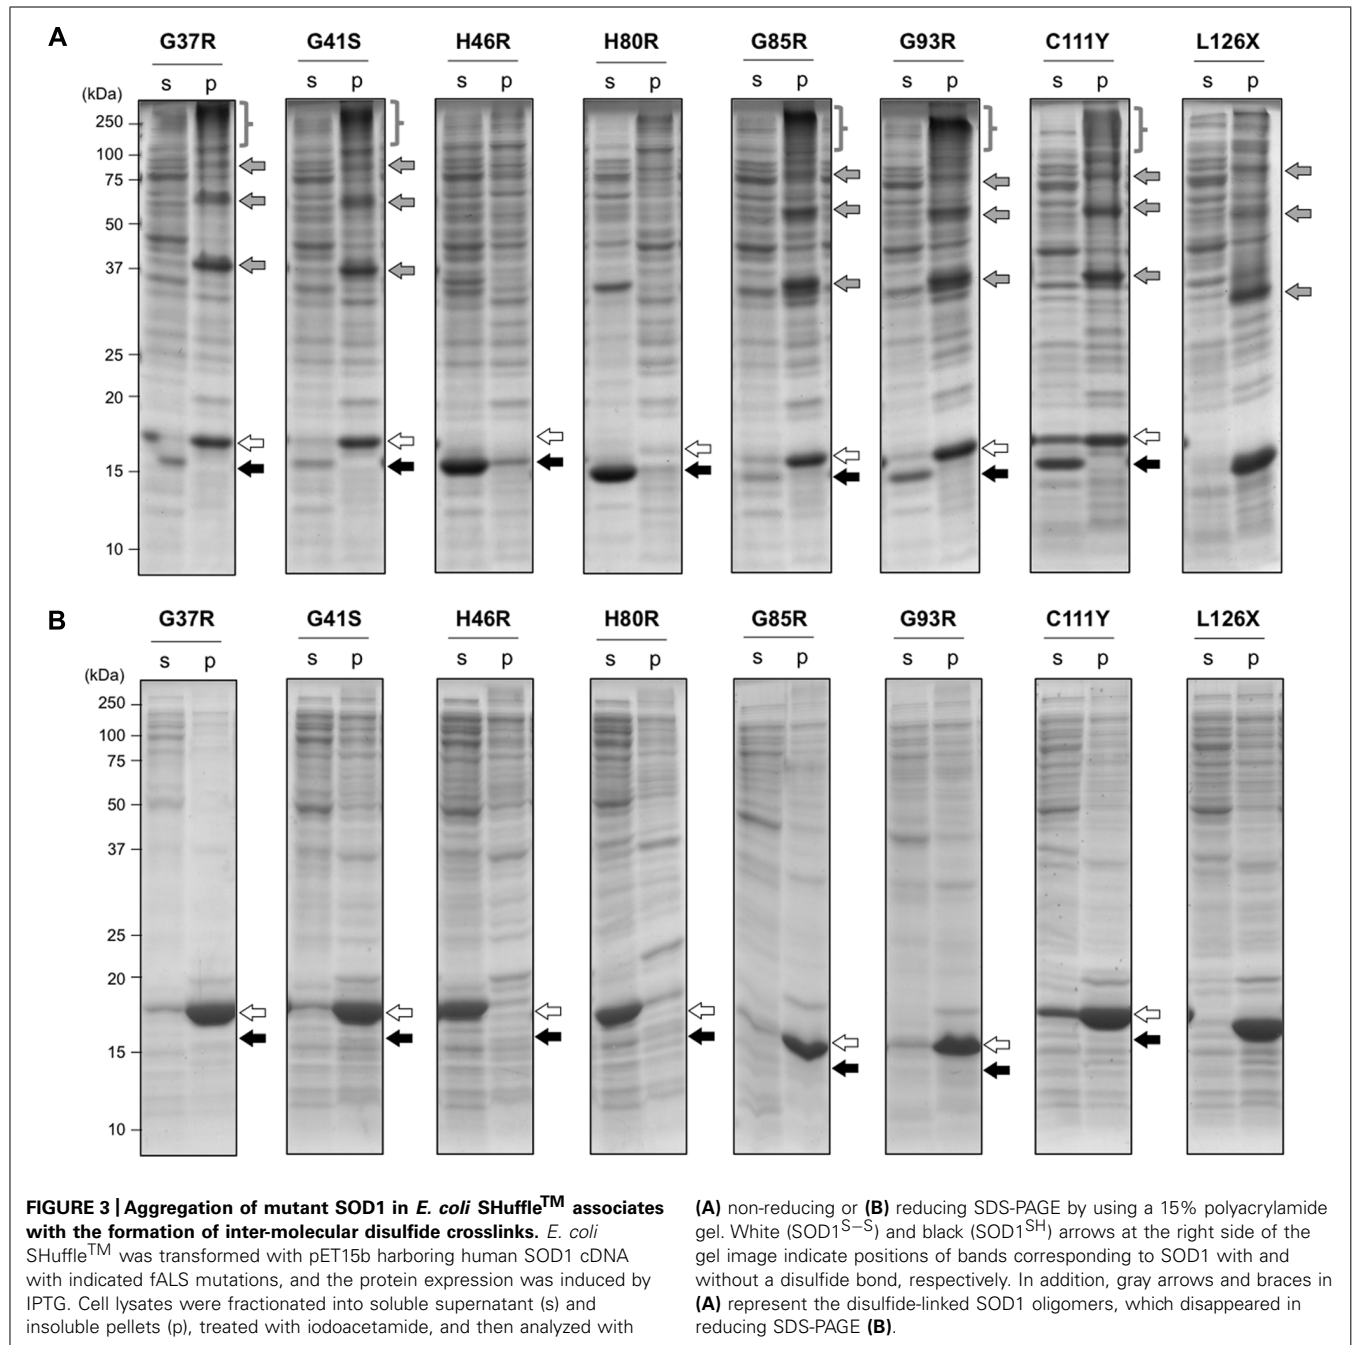 A
G37R G41S H46R H80R G85R G93R C111Y L126X
s p s p s p s p s p s p s p s p
(kDa)
250
100
75
50
37
25
20
15
10
B
G37R G41S H46R H80R G85R G93R C111Y L126X
s p s p s p s p s p s p s p s p
(kDa)
250
100
75
50
37
25
20
15
10
FIGURE 3 | Aggregation of mutant SOD1 in E. coli SHuffle™ associates
with the formation of inter-molecular disulfide crosslinks. E. coli
SHuffle™ was transformed with pET15b harboring human SOD1 cDNA
with indicated fALS mutations, and the protein expression was induced by
IPTG. Cell lysates were fractionated into soluble supernatant (s) and
insoluble pellets (p), treated with iodoacetamide, and then analyzed with
(A) non-reducing or (B) reducing SDS-PAGE by using a 15% polyacrylamide
gel. White (SOD1S−S) and black (SOD1SH) arrows at the right side of the
gel image indicate positions of bands corresponding to SOD1 with and
without a disulfide bond, respectively. In addition, gray arrows and braces in
(A) represent the disulfide-linked SOD1 oligomers, which disappeared in
reducing SDS-PAGE (B).